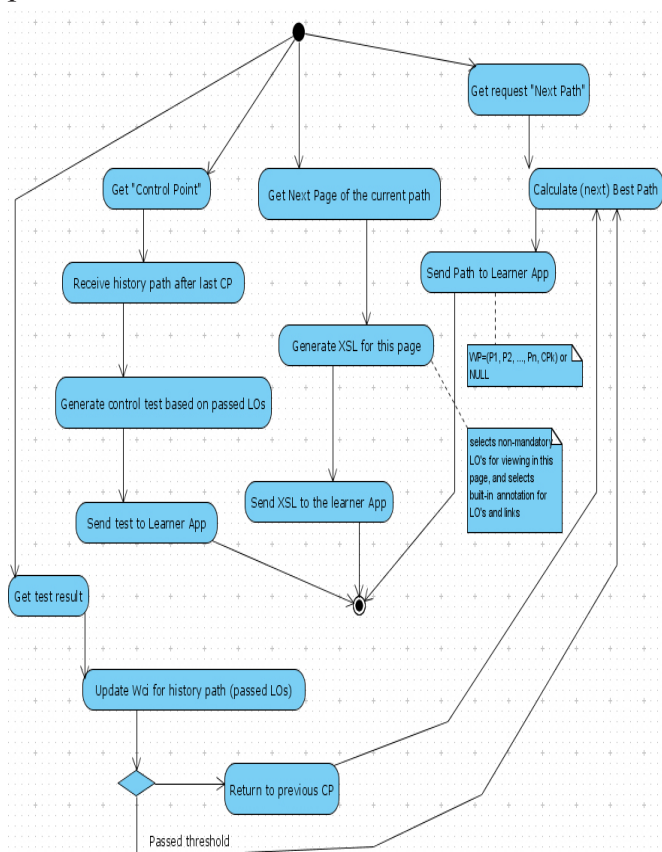 Get request "Next Path"
Get "Control Point"
Get Next Page of the current path
Calculate (next) Best Path
Receive history path after last CP
Send Path to Learner App
Generate XSL for this page
WP=(P1, P2, ..., Pn, CPk) or
NULL
Generate control test based on passed LOs
selects non-mandatory
LO's for viewing in this
page, and selects
built-in annotation for
LO's and links
Send XSL to the learner App
Send test to Learner App
Get test result
Update Wci for history path (passed LOs)
Return to previous CP
Passed threshold